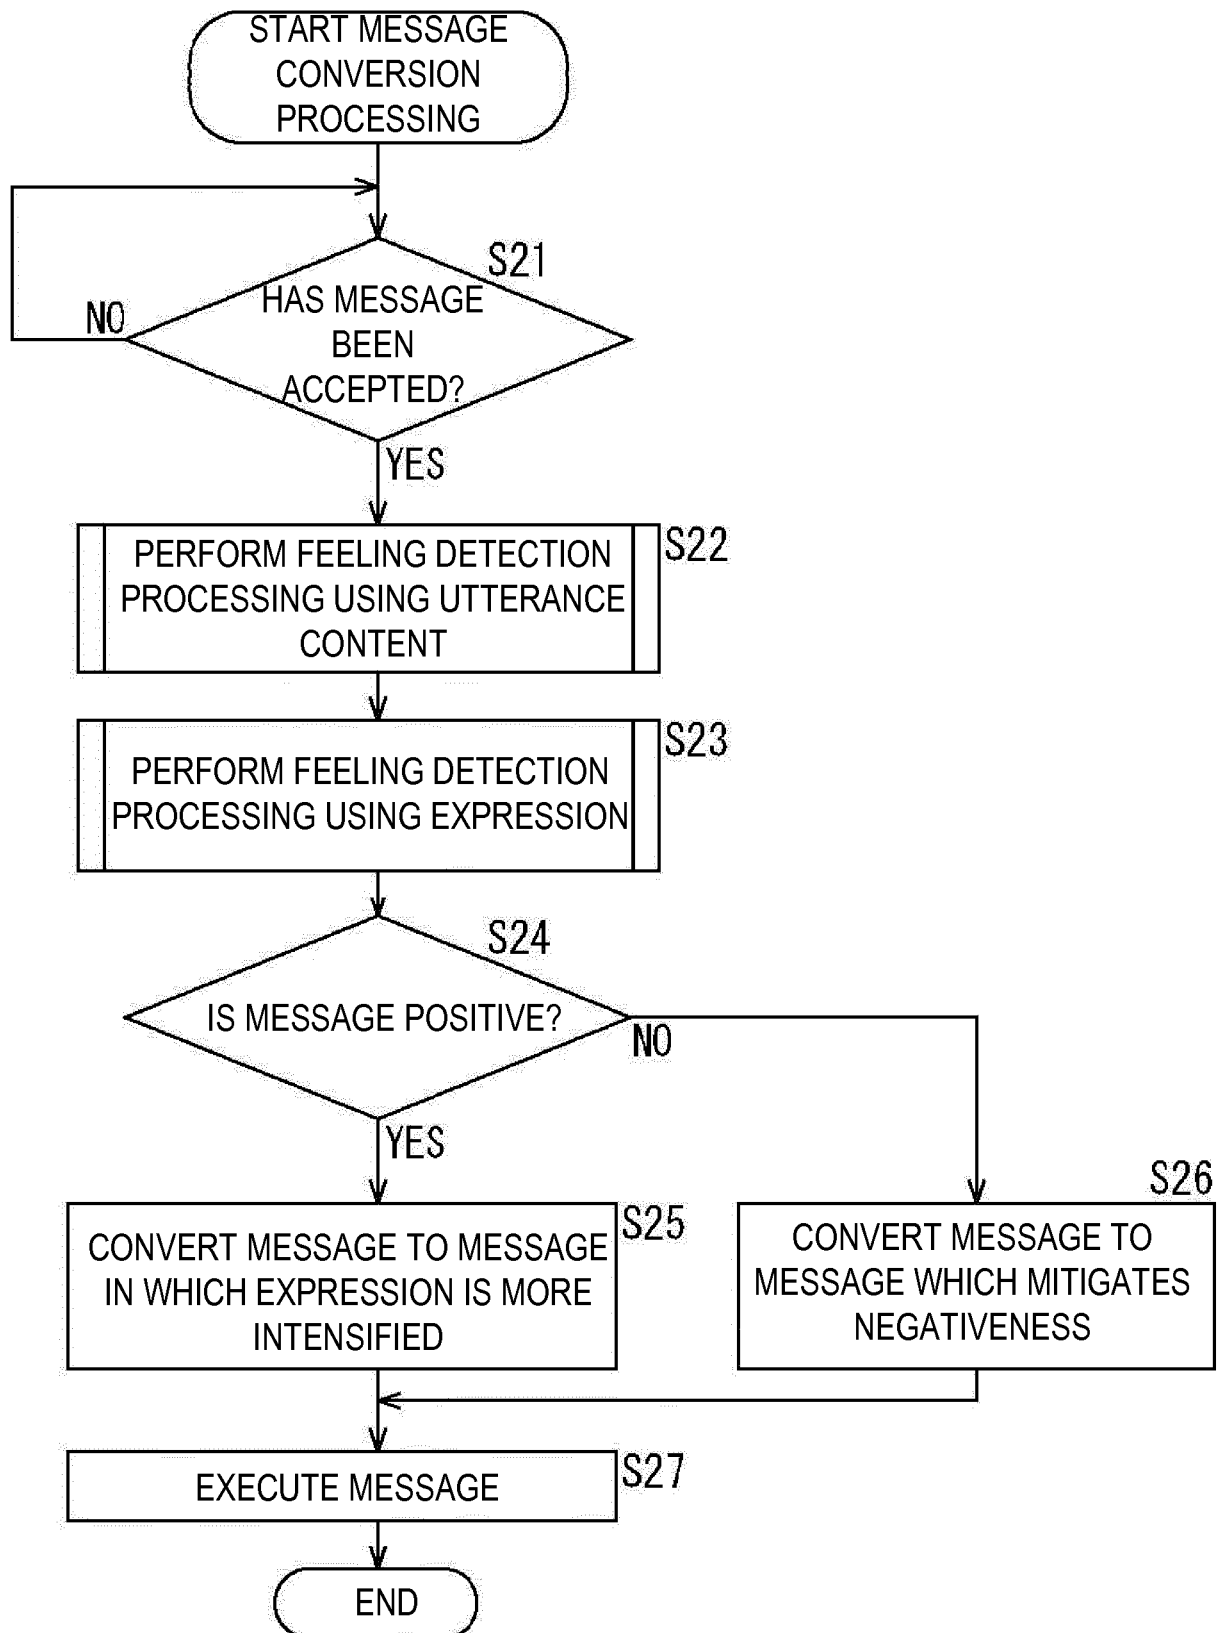 START MESSAGE
CONVERSION
PROCESSING
S21
HAS MESSAGE
BEEN
ACCEPTED?
NO
YES
S22
PERFORM FEELING DETECTION
PROCESSING USING UTTERANCE
CONTENT
S23
PERFORM FEELING DETECTION
PROCESSING USING EXPRESSION
S24
IS MESSAGE POSITIVE?
NO
YES
S25
CONVERT MESSAGE TO MESSAGE
IN WHICH EXPRESSION IS MORE
INTENSIFIED
S26
CONVERT MESSAGE TO
MESSAGE WHICH MITIGATES
NEGATIVENESS
S27
EXECUTE MESSAGE
END